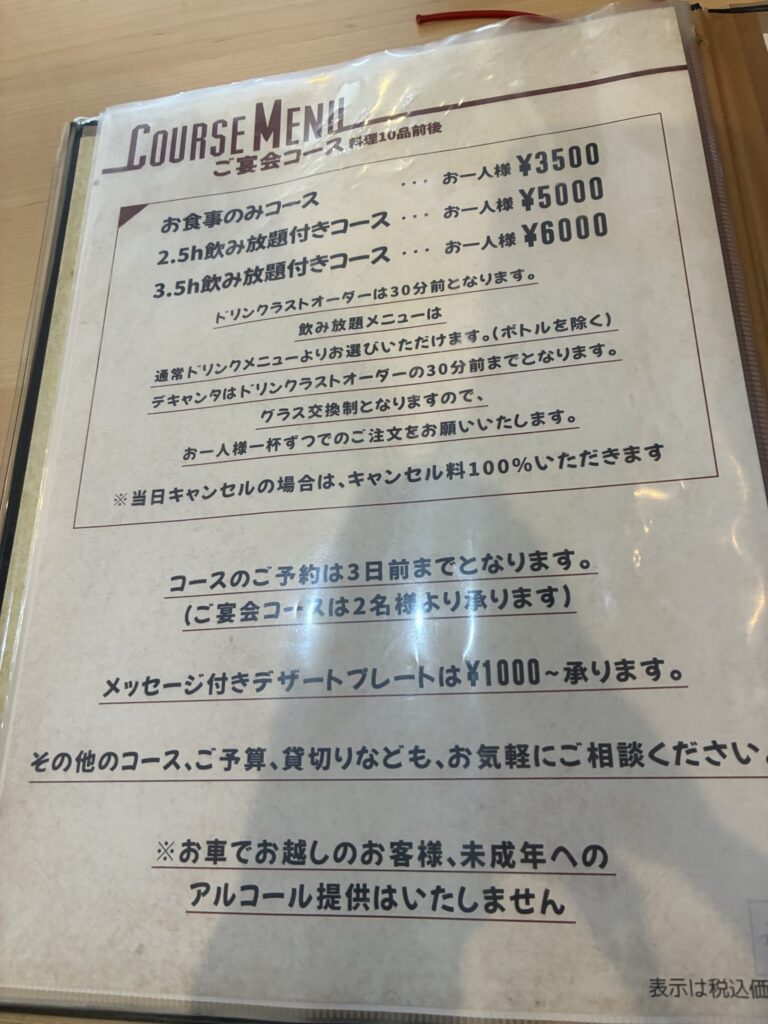 COURSE MENU
ご宴会コース 料理10品前後
お食事のみコース ・・・ お一人様 ¥3500
2.5h飲み放題付きコース ・・・ お一人様 ¥5000
3.5h飲み放題付きコース ・・・ お一人様 ¥6000
ドリンクラストオーダーは30分前となります。
飲み放題メニューは
通常ドリンクメニューよりお選びいただけます。(ボトルを除く)
デキャンタはドリンクラストオーダーの30分前までとなります。
グラス交換制となりますので、
お一人様一杯ずつでのご注文をお願いいたします。
※当日キャンセルの場合は、キャンセル料100%いただきます
コースのご予約は3日前までとなります。
(ご宴会コースは2名様より承ります)
メッセージ付きデザートプレートは¥1000~承ります。
その他のコース、ご予算、貸切りなども、お気軽にご相談ください。
※お車でお越しのお客様、未成年への
アルコール提供はいたしません
表示は税込価